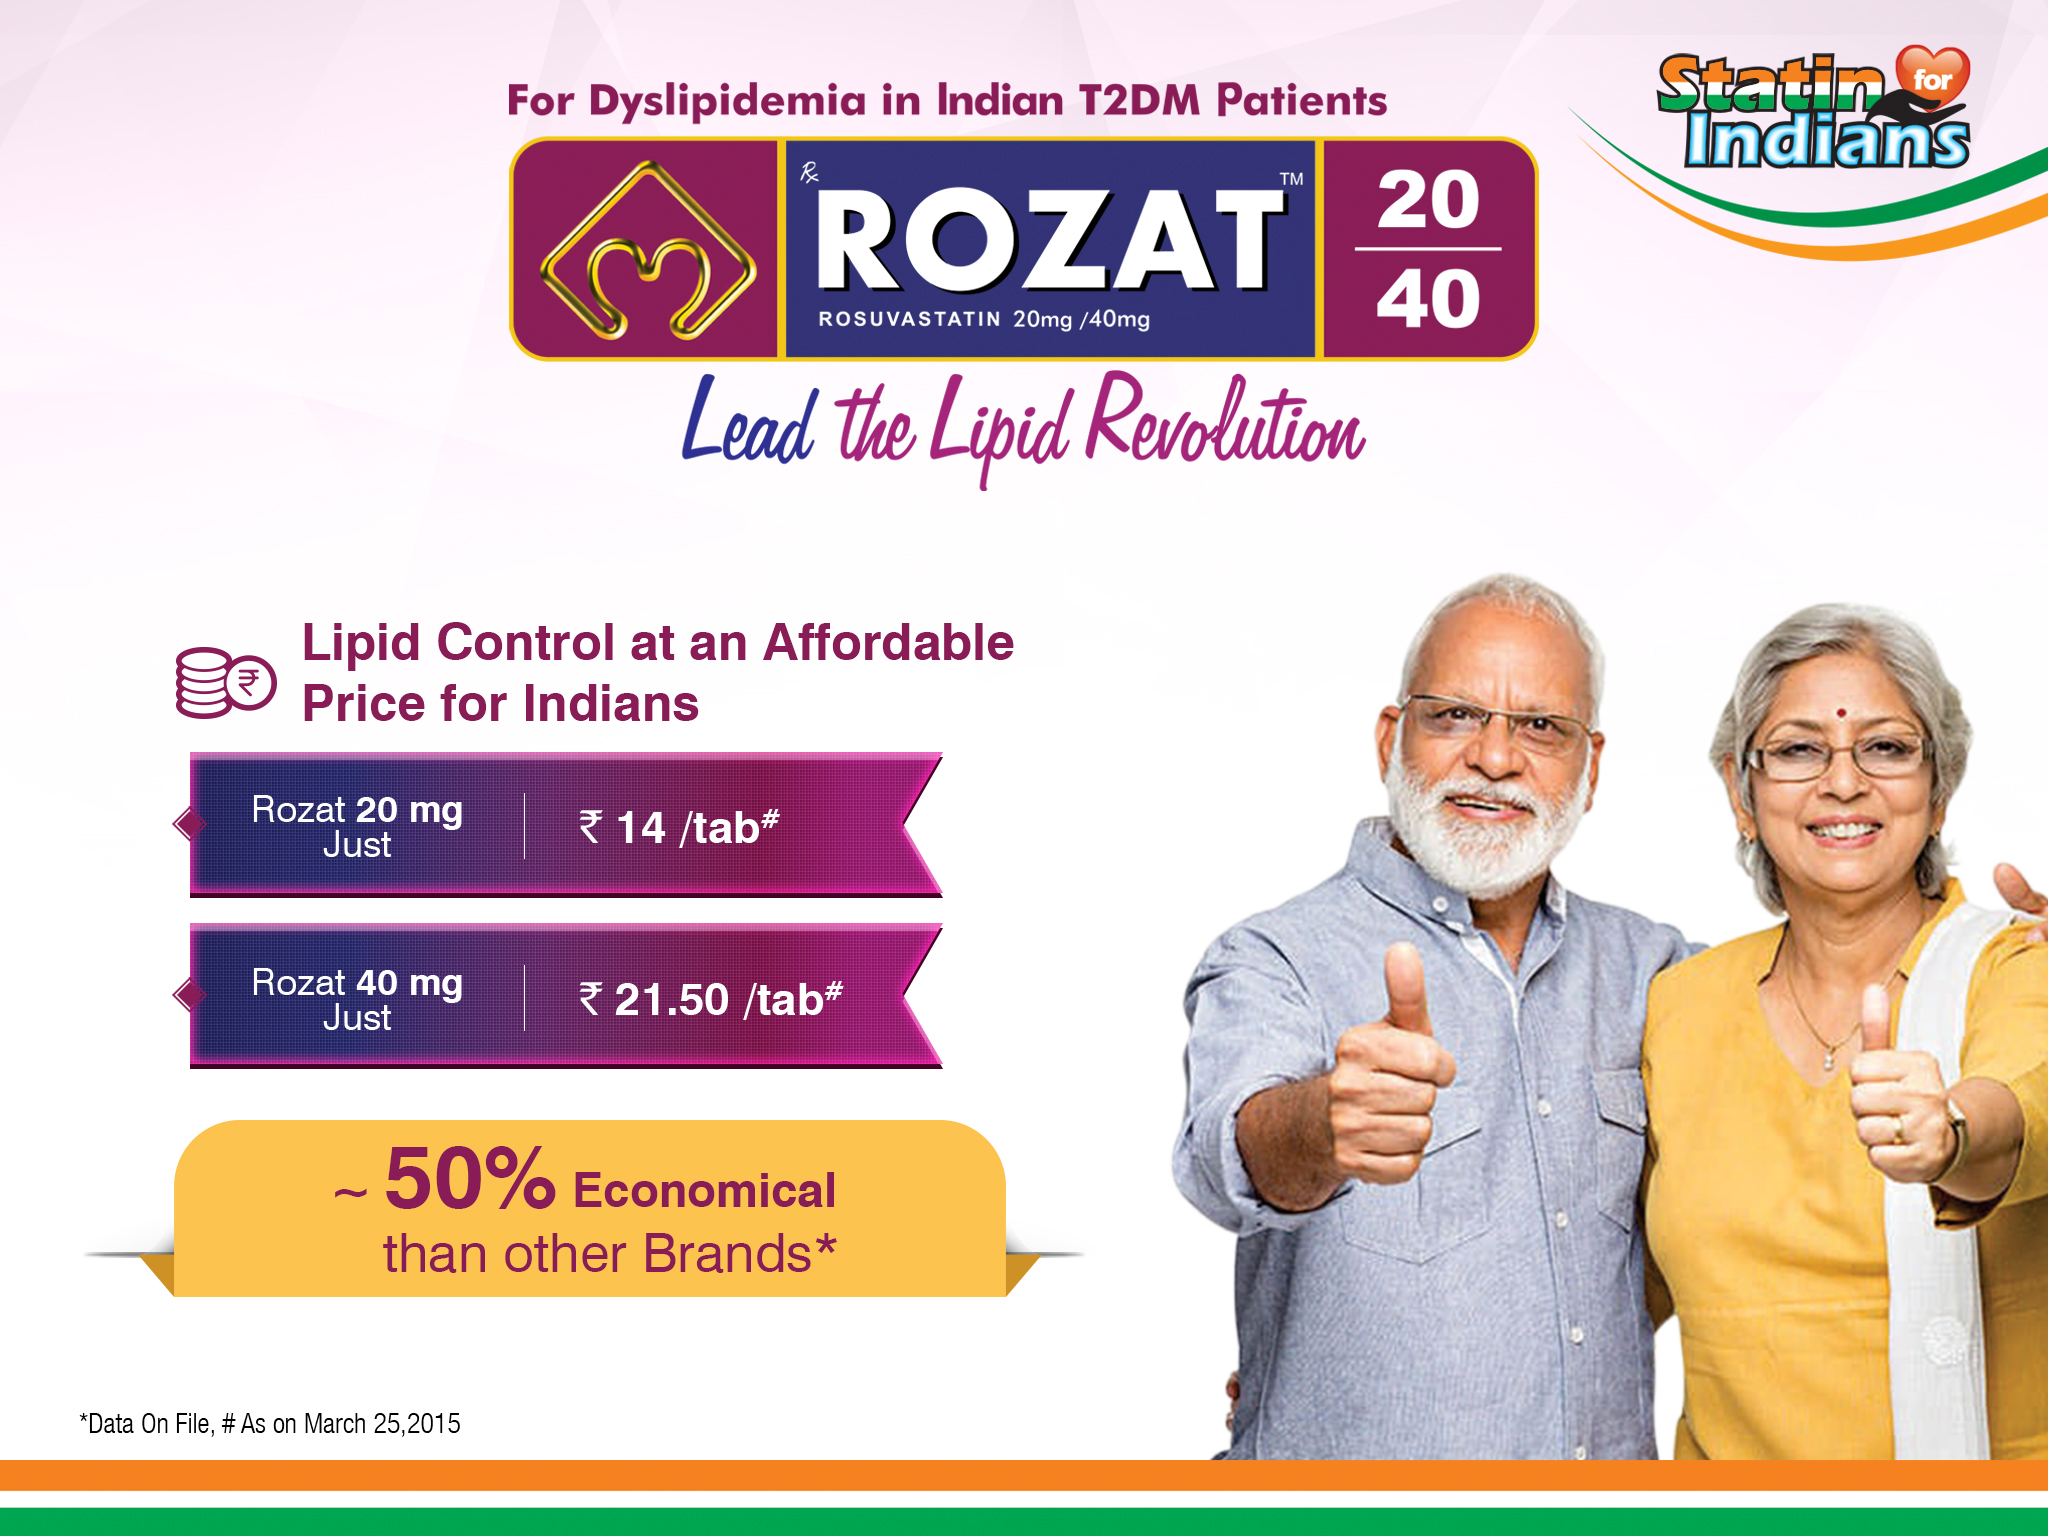 For Dyslipidemia in Indian T2DM Patients
Statin for
Indians
Rx
ROZAT™
ROSUVASTATIN 20mg /40mg
20
40
Lead the Lipid Revolution
Lipid Control at an Affordable
Price for Indians
Rozat 20 mg
Just
₹ 14 /tab#
Rozat 40 mg
Just
₹ 21.50 /tab#
~ 50% Economical
than other Brands*
*Data On File, # As on March 25,2015